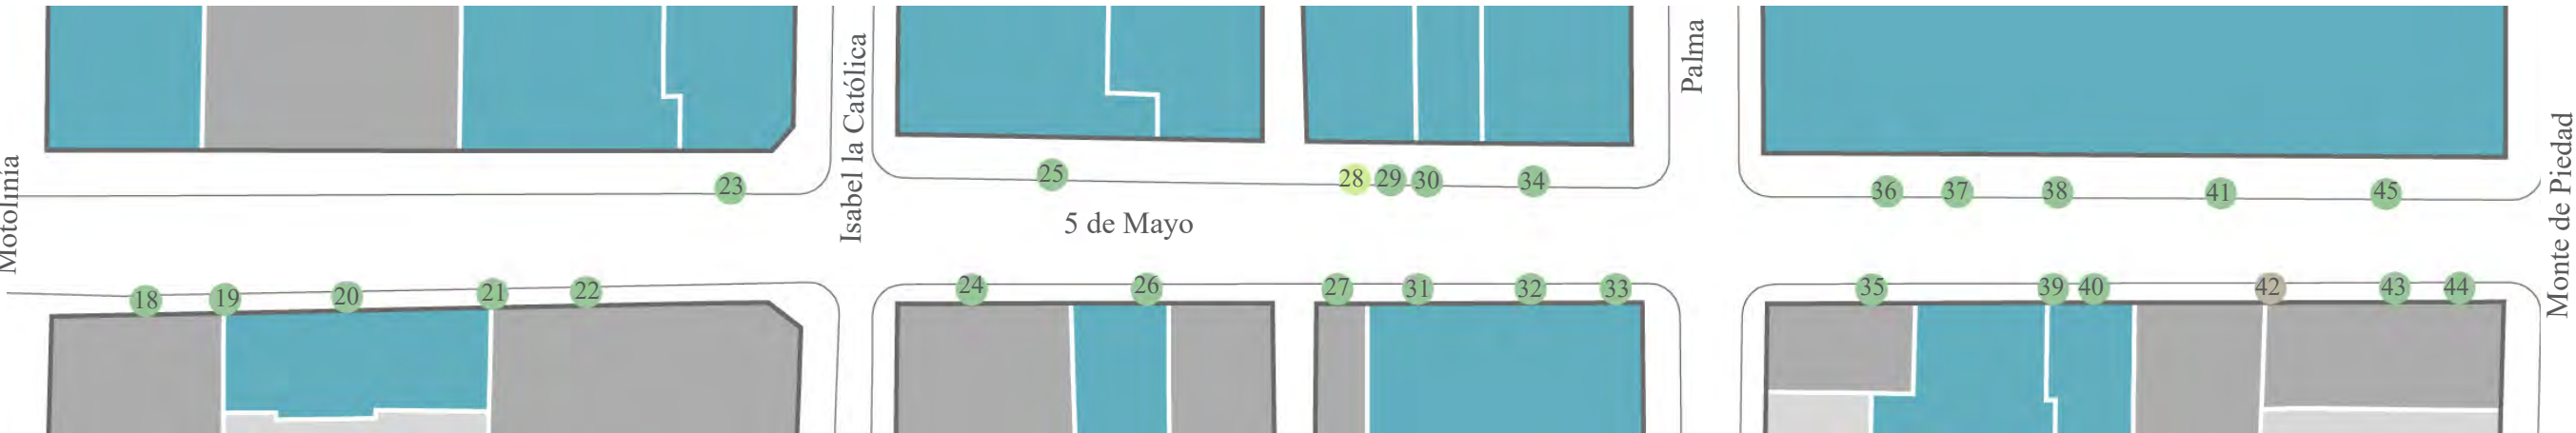 Motolinía
Isabel la Católica
Palma
Monte de Piedad
23
25
28 29 30 34
36 37 38 41 45
5 de Mayo
18 19 20 21 22
24 26 27 31 32 33
35 39 40 42 43 44